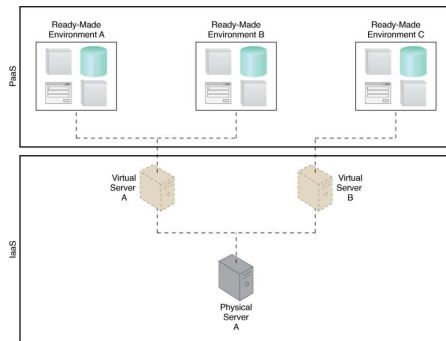 Ready-Made
Environment A
Ready-Made
Environment B
Ready-Made
Environment C
PaaS
Virtual
Server
A
Virtual
Server
B
IaaS
Physical
Server
A